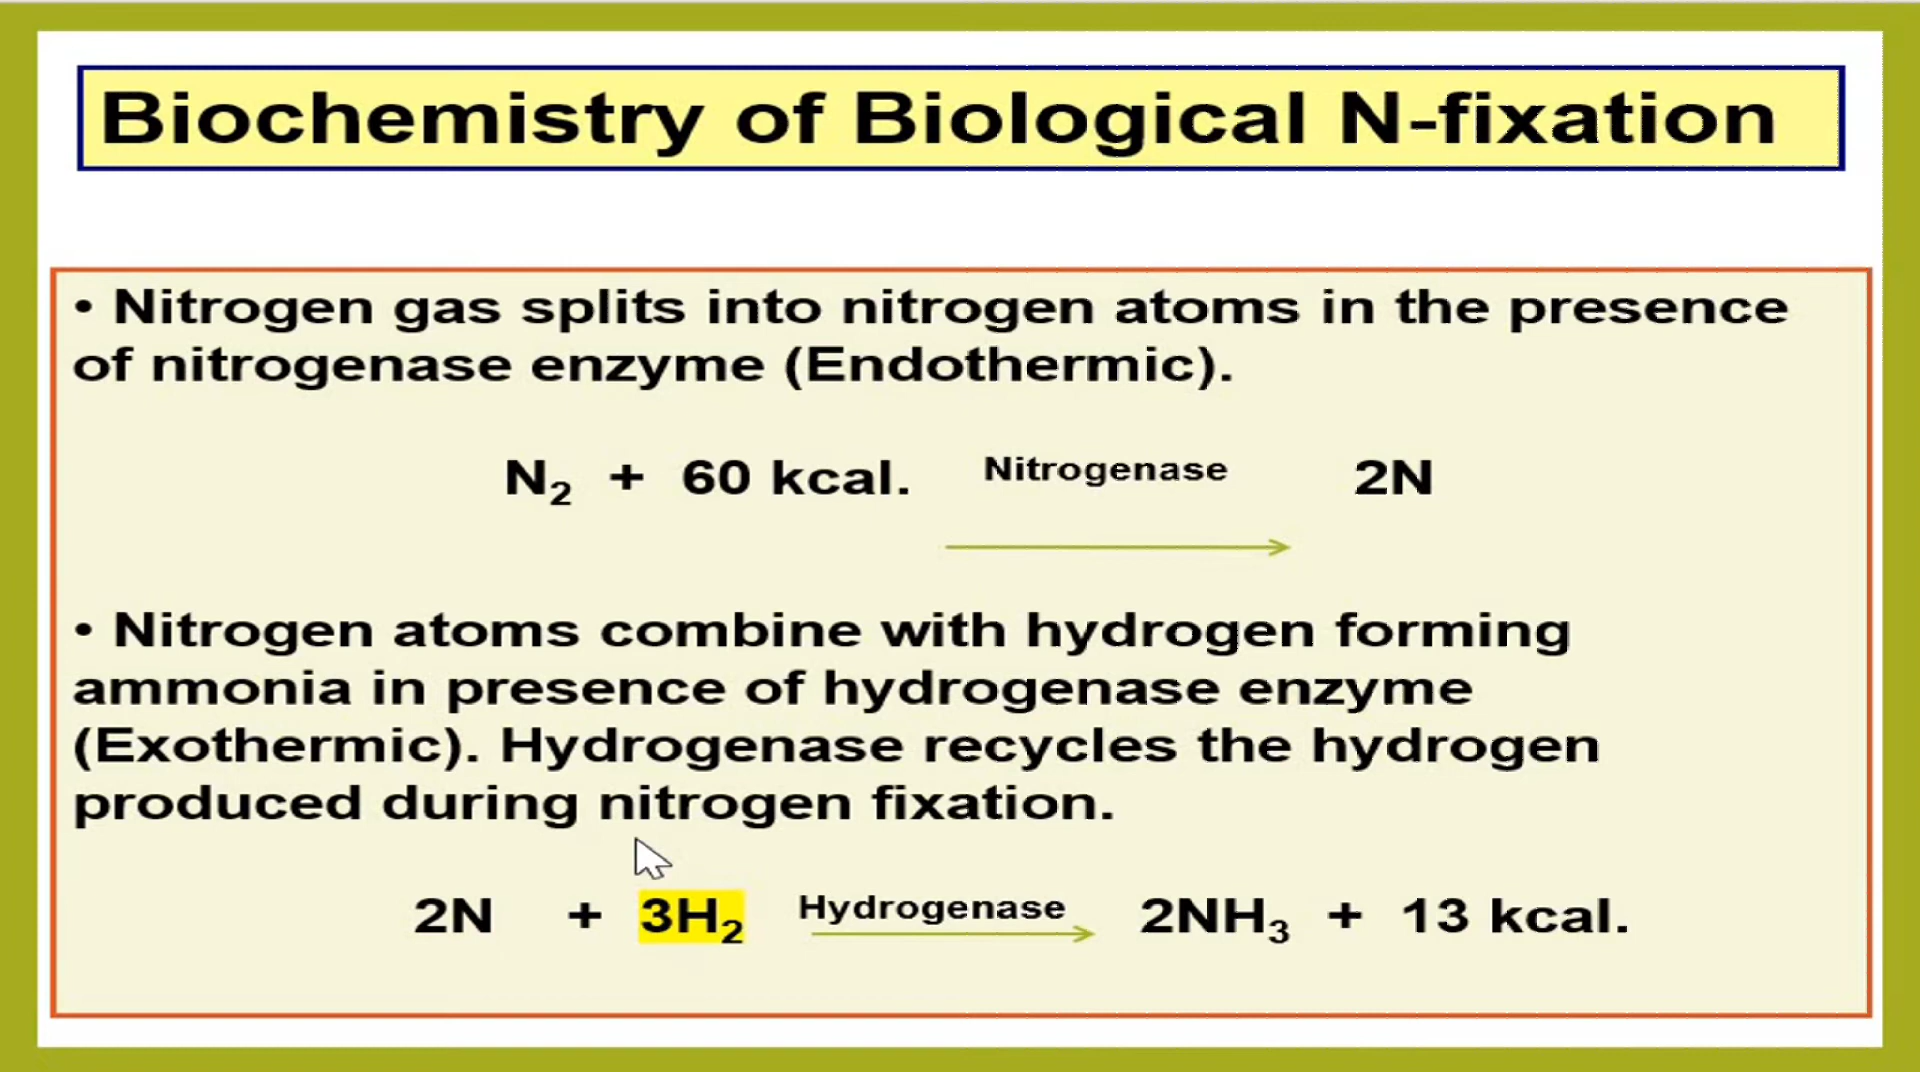 Biochemistry of Biological N-fixation
• Nitrogen gas splits into nitrogen atoms in the presence
of nitrogenase enzyme (Endothermic).
N₂ + 60 kcal. Nitrogenase 2N
• Nitrogen atoms combine with hydrogen forming
ammonia in presence of hydrogenase enzyme
(Exothermic). Hydrogenase recycles the hydrogen
produced during nitrogen fixation.
2N + 3H₂ Hydrogenase 2NH₃ + 13 kcal.